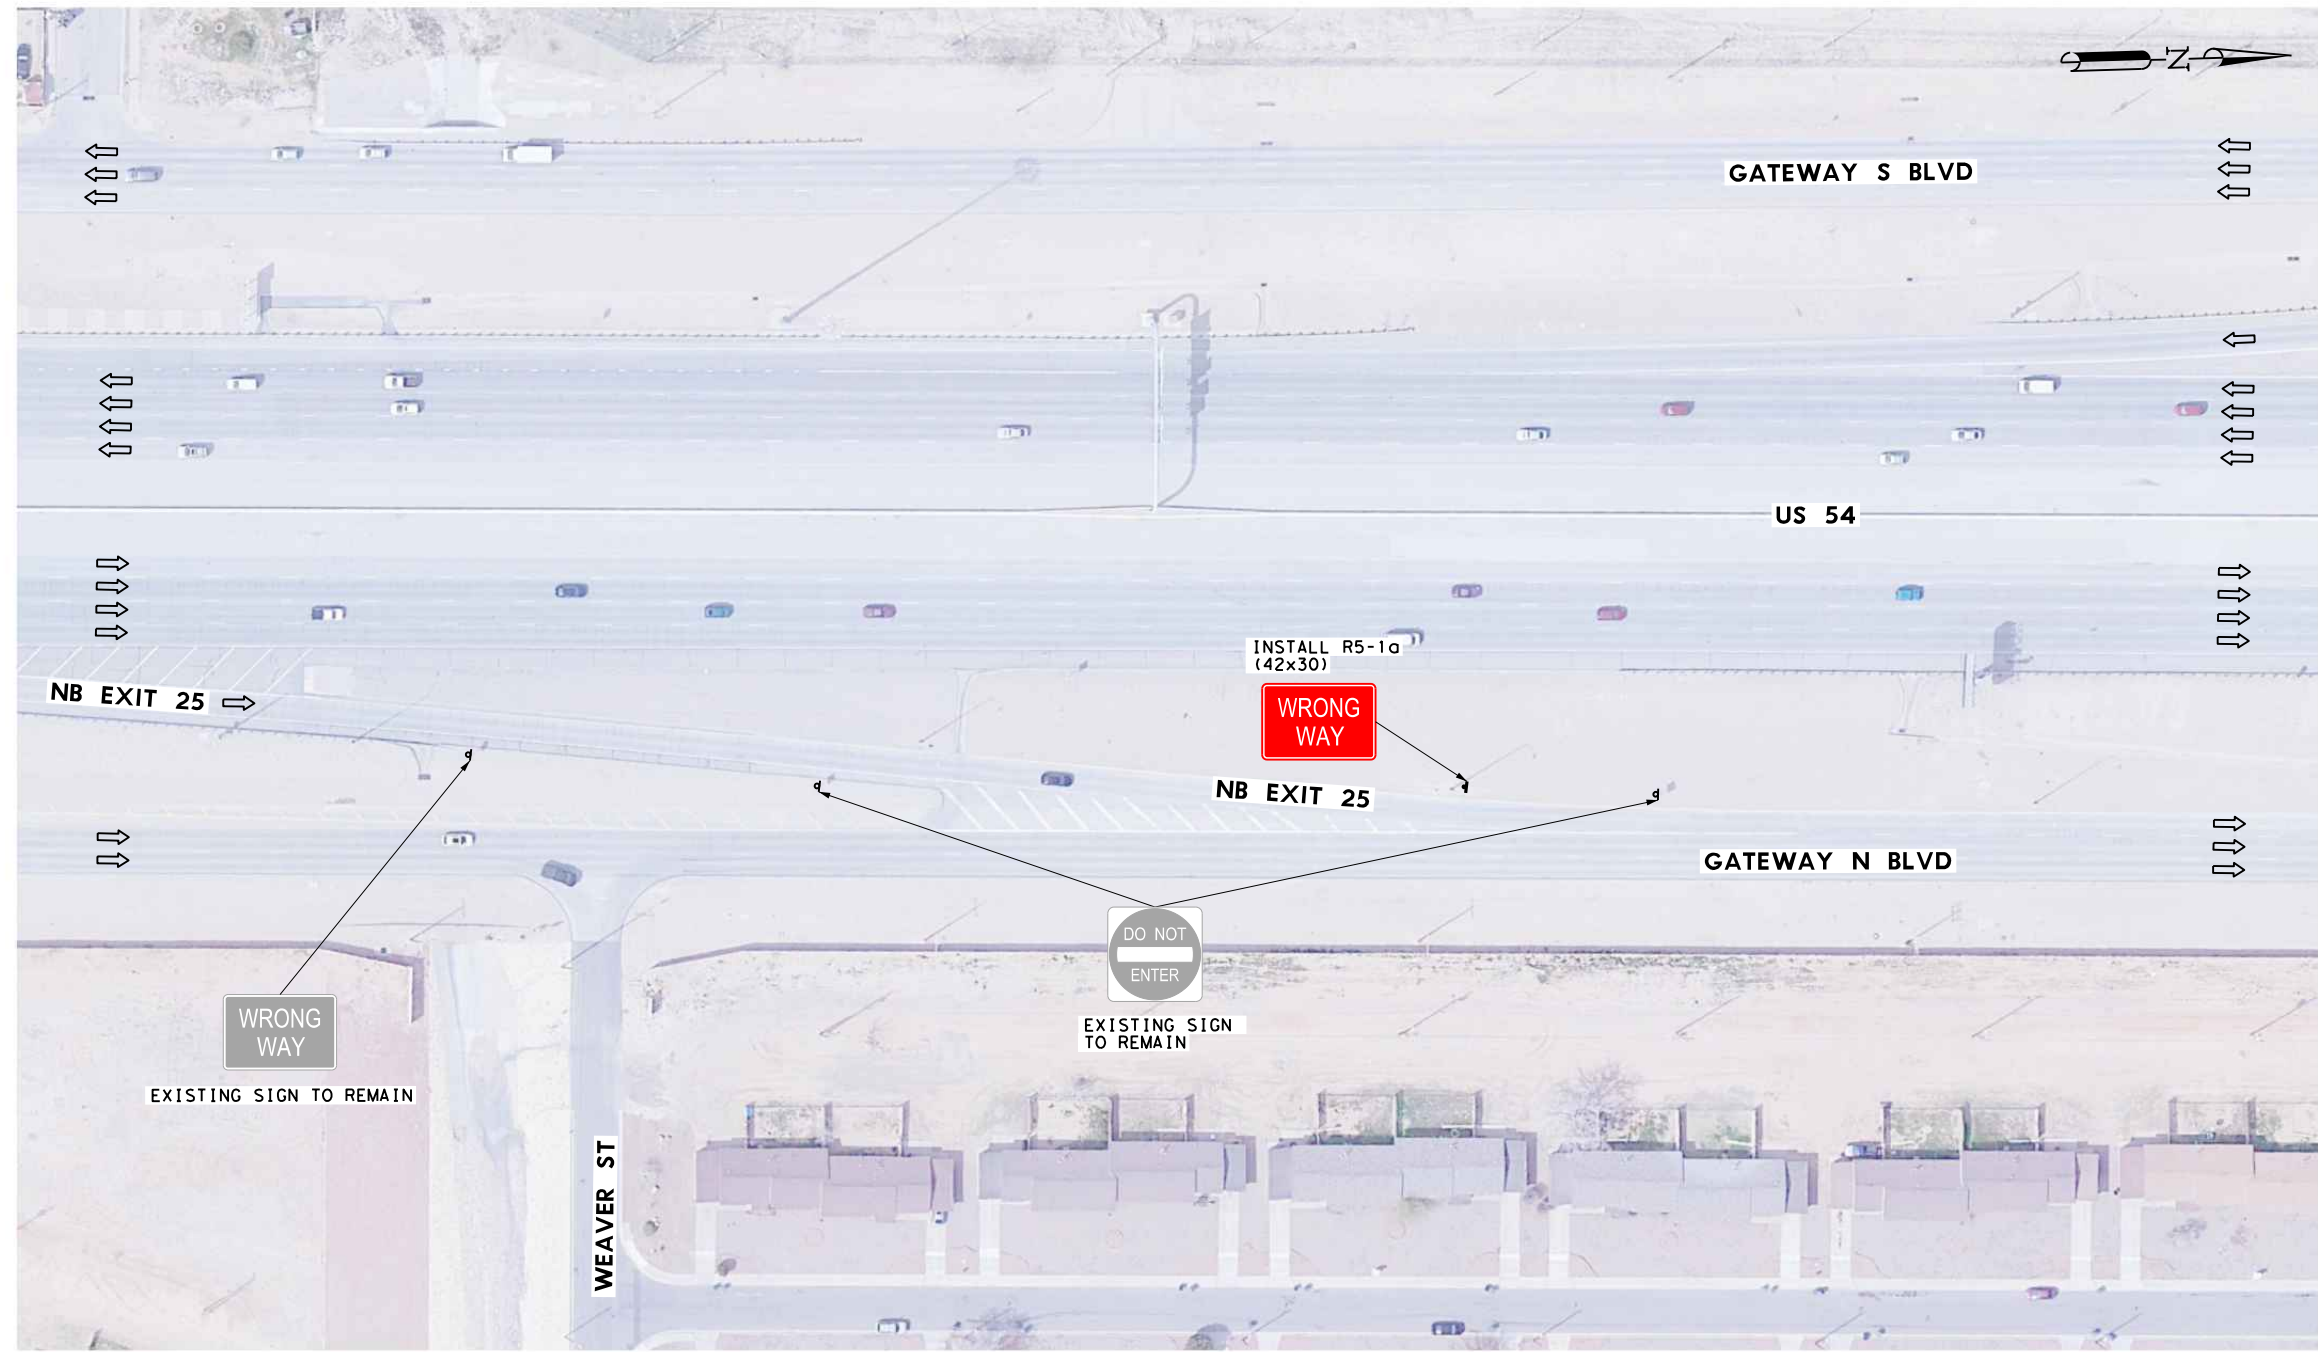 N
GATEWAY S BLVD
US 54
INSTALL R5-1a
(42x30)
NB EXIT 25
WRONG
WAY
NB EXIT 25
GATEWAY N BLVD
DO NOT
ENTER
WRONG
WAY
EXISTING SIGN
TO REMAIN
EXISTING SIGN TO REMAIN
WEAVER ST